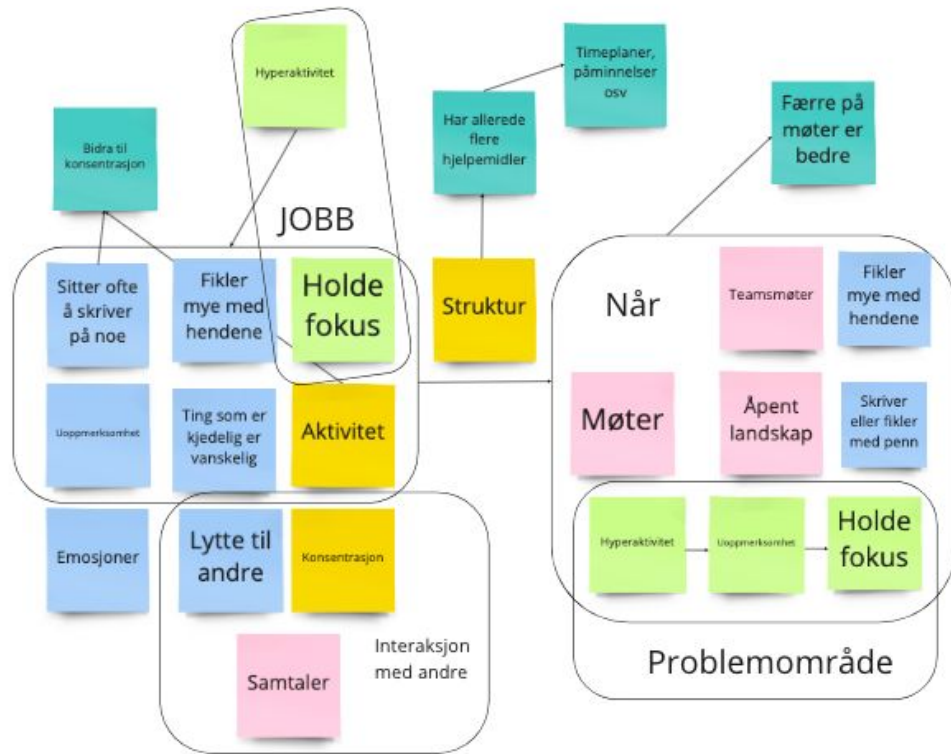 Hyperaktivitet
Timeplaner,
påminnelser
osv
Har allerede
flere
hjelpemidler
Færre på
møter er
bedre
Bidra til
konsentrasjon
JOBB
Sitter ofte
å skriver
på noe
Fikler
mye med
hendene
Holde
fokus
Struktur
Når
Teamsmøter
Fikler
mye med
hendene
Uoppmerksomhet
Ting som er
kjedelig er
vanskelig
Aktivitet
Møter
Åpent
landskap
Skriver
eller fikler
med penn
Emosjoner
Lytte til
andre
Konsentrasjon
Hyperaktivitet
Uoppmerksomhet
Holde
fokus
Samtaler
Interaksjon
med andre
Problemområde